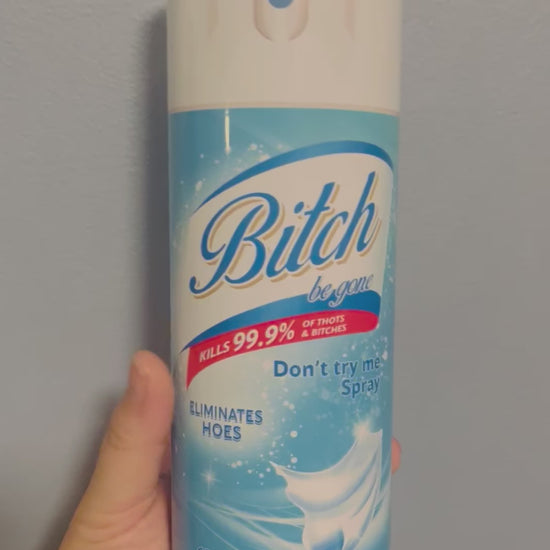 Bitch
be gone
KILLS 99.9% OF THOTS
& BITCHES
Don't try me
Spray
ELIMINATES
HOES